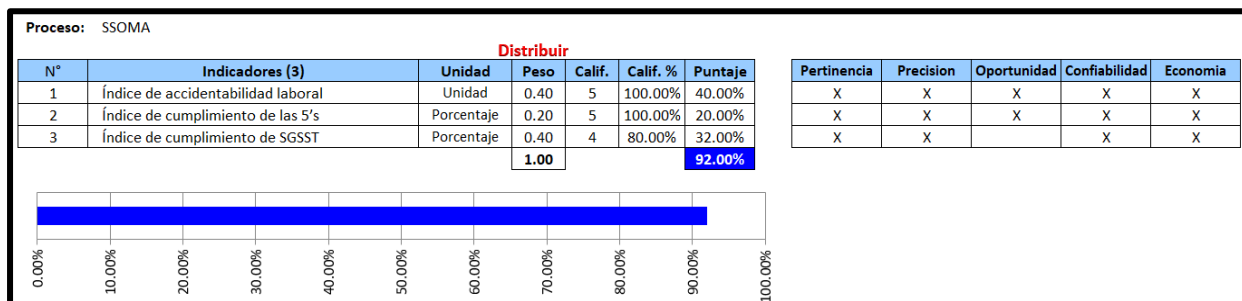 Proceso: SSOMA
Distribuir
N° Indicadores (3) Unidad Peso Calif. Calif. % Puntaje Pertinencia Precision Oportunidad Confiabilidad Economia
1 Índice de accidentabilidad laboral Unidad 0.40 5 100.00% 40.00% X X X X X
2 Índice de cumplimiento de las 5's Porcentaje 0.20 5 100.00% 20.00% X X X X X
3 Índice de cumplimiento de SGSST Porcentaje 0.40 4 80.00% 32.00% X X X X
1.00 92.00%
0.00% 10.00% 20.00% 30.00% 40.00% 50.00% 60.00% 70.00% 80.00% 90.00% 100.00%